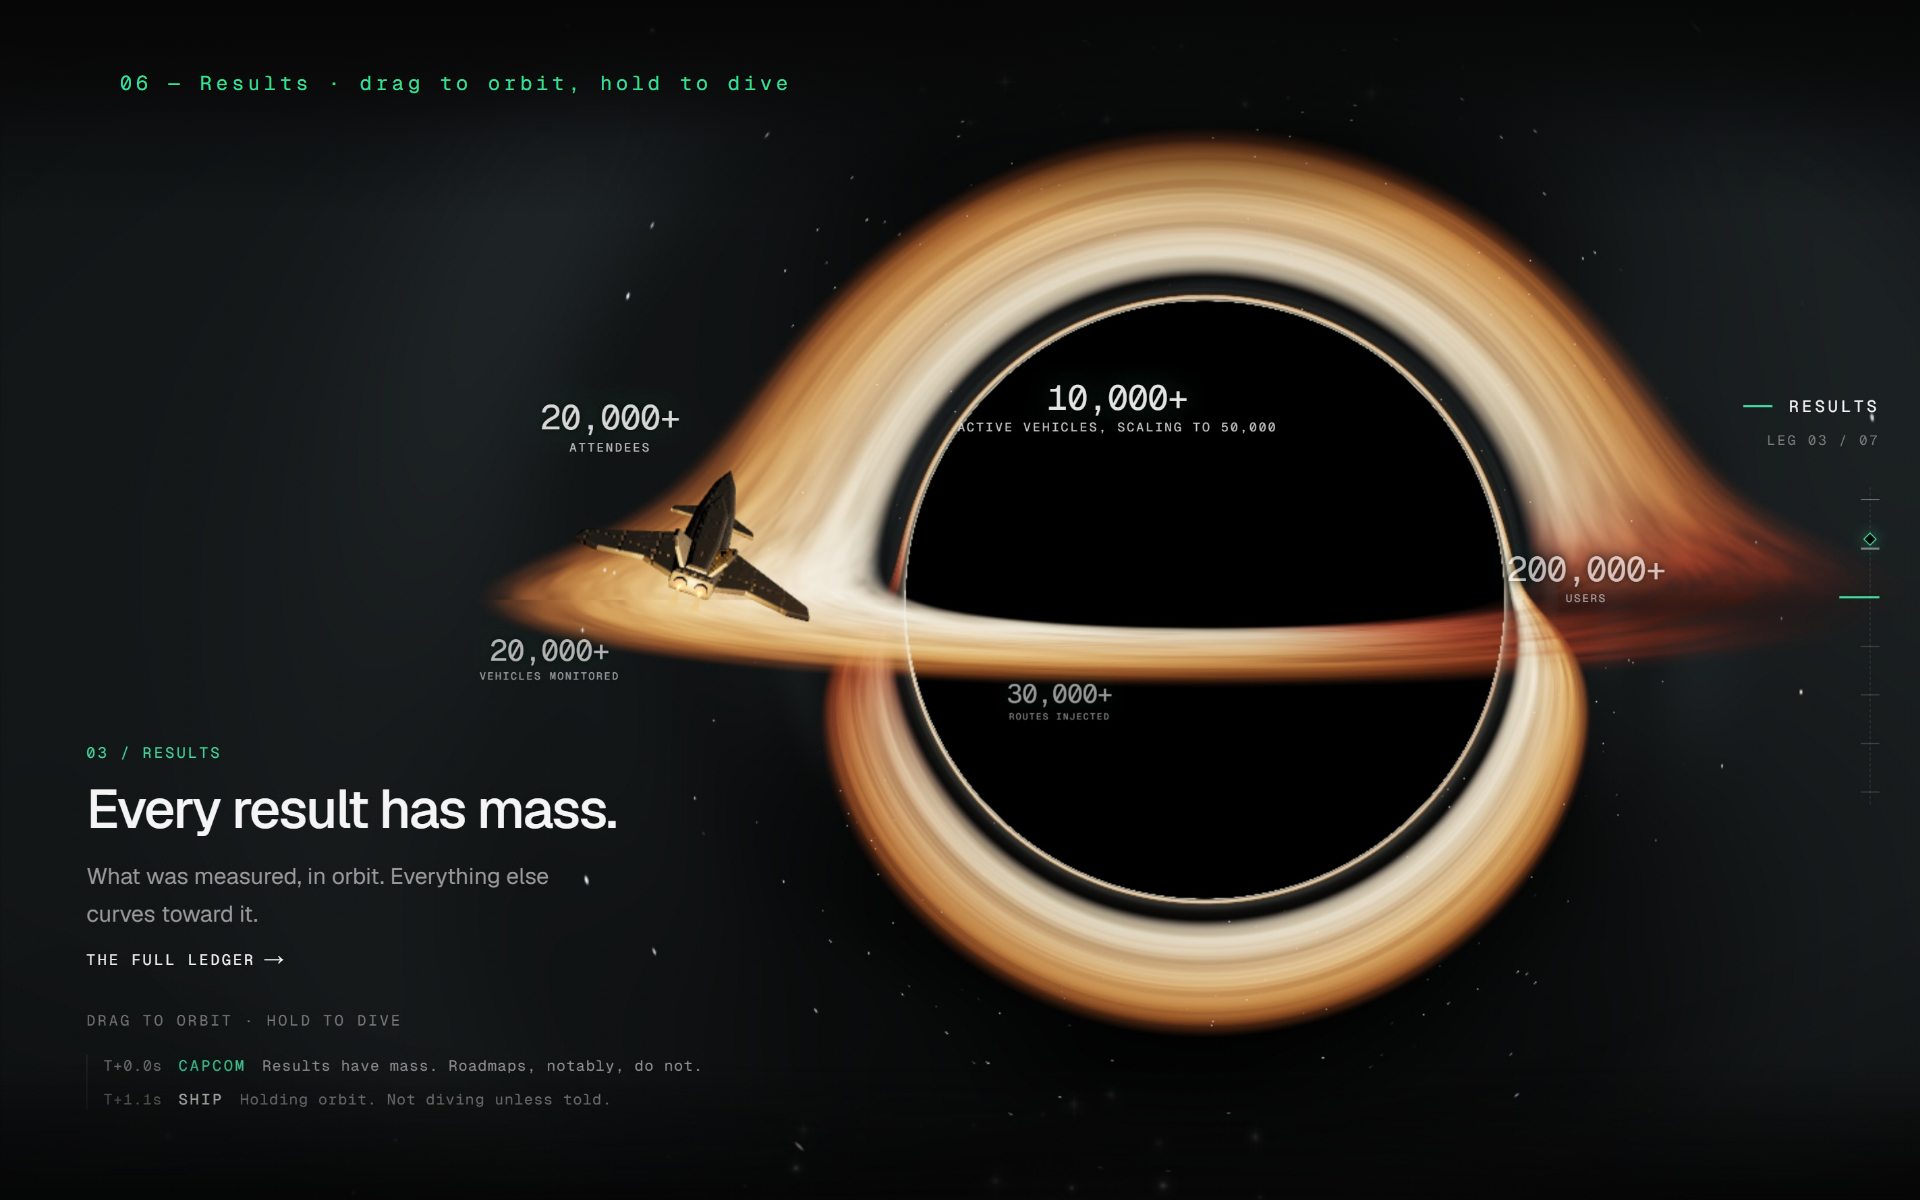 06 — Results · drag to orbit, hold to dive
10,000+
ACTIVE VEHICLES, SCALING TO 50,000
20,000+
ATTENDEES
RESULTS
LEG 03 / 07
200,000+
USERS
20,000+
VEHICLES MONITORED
30,000+
ROUTES INJECTED
03 / RESULTS
Every result has mass.
What was measured, in orbit. Everything else
curves toward it.
THE FULL LEDGER →
DRAG TO ORBIT · HOLD TO DIVE
T+0.0s CAPCOM Results have mass. Roadmaps, notably, do not.
T+1.1s SHIP Holding orbit. Not diving unless told.